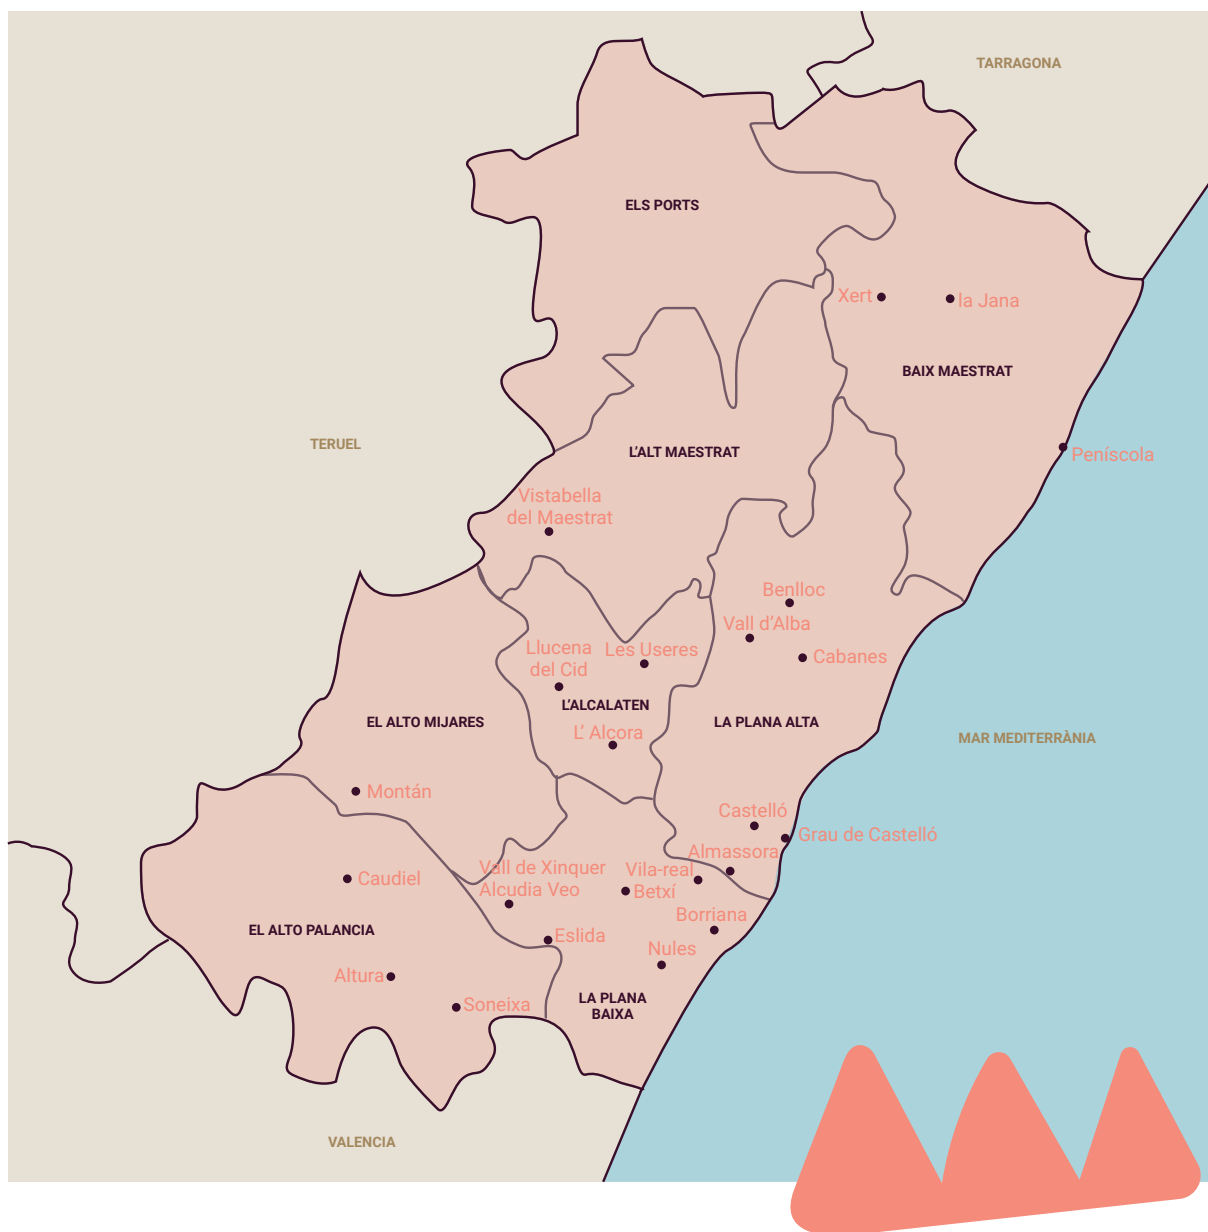 TARRAGONA
ELS PORTS
Xert
la Jana
BAIX MAESTRAT
TERUEL
L'ALT MAESTRAT
Peníscola
Vistabella
del Maestrat
Benlloc
Vall d'Alba
Llucena
del Cid
Les Useres
Cabanes
L'ALCALATEN
EL ALTO MIJARES
LA PLANA ALTA
L' Alcora
MAR MEDITERRÀNIA
Montán
Castelló
Grau de Castelló
Almassora
Vall de Xinquer
Alcudia Veo
Vila-real
Betxí
Caudiel
Borriana
EL ALTO PALANCIA
Eslida
Nules
Altura
Soneixa
LA PLANA
BAIXA
VALENCIA